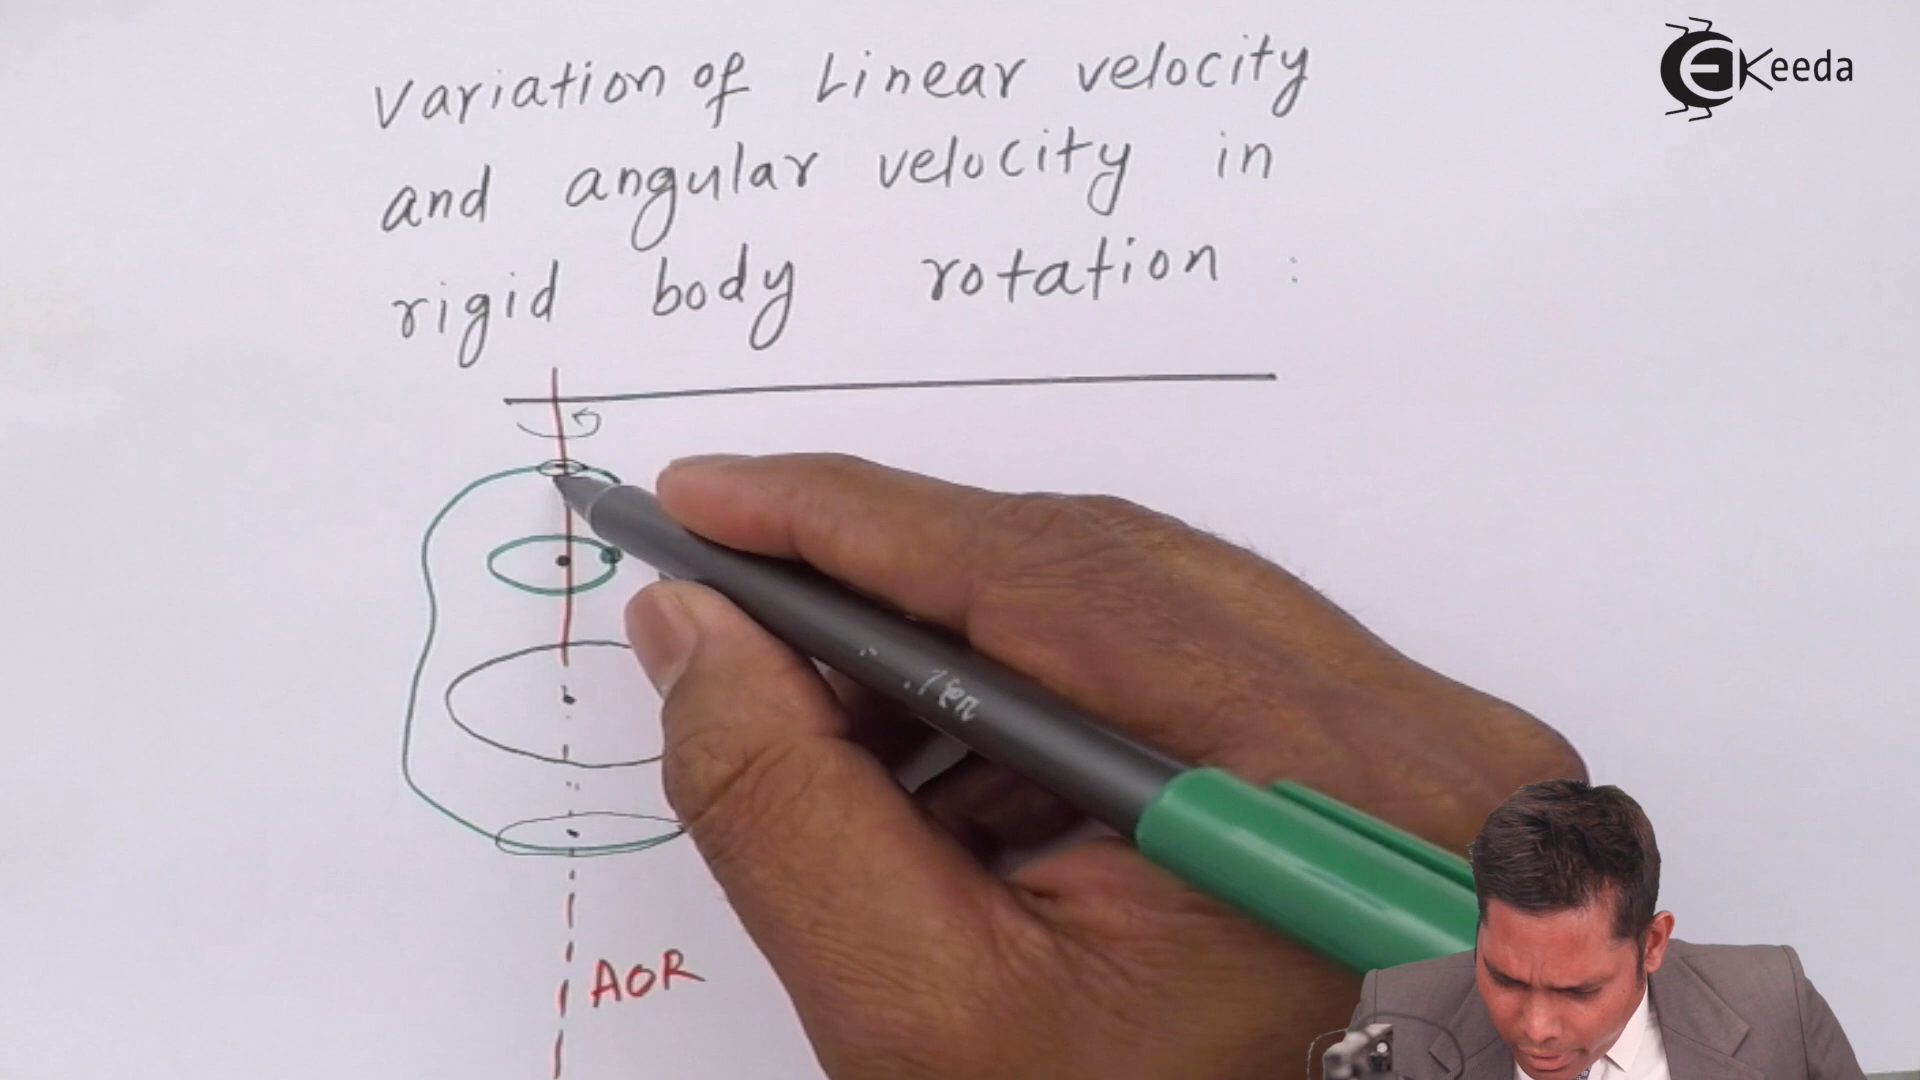 Variation of Linear velocity
and angular velocity in
rigid body rotation :
AOR
EKeeda